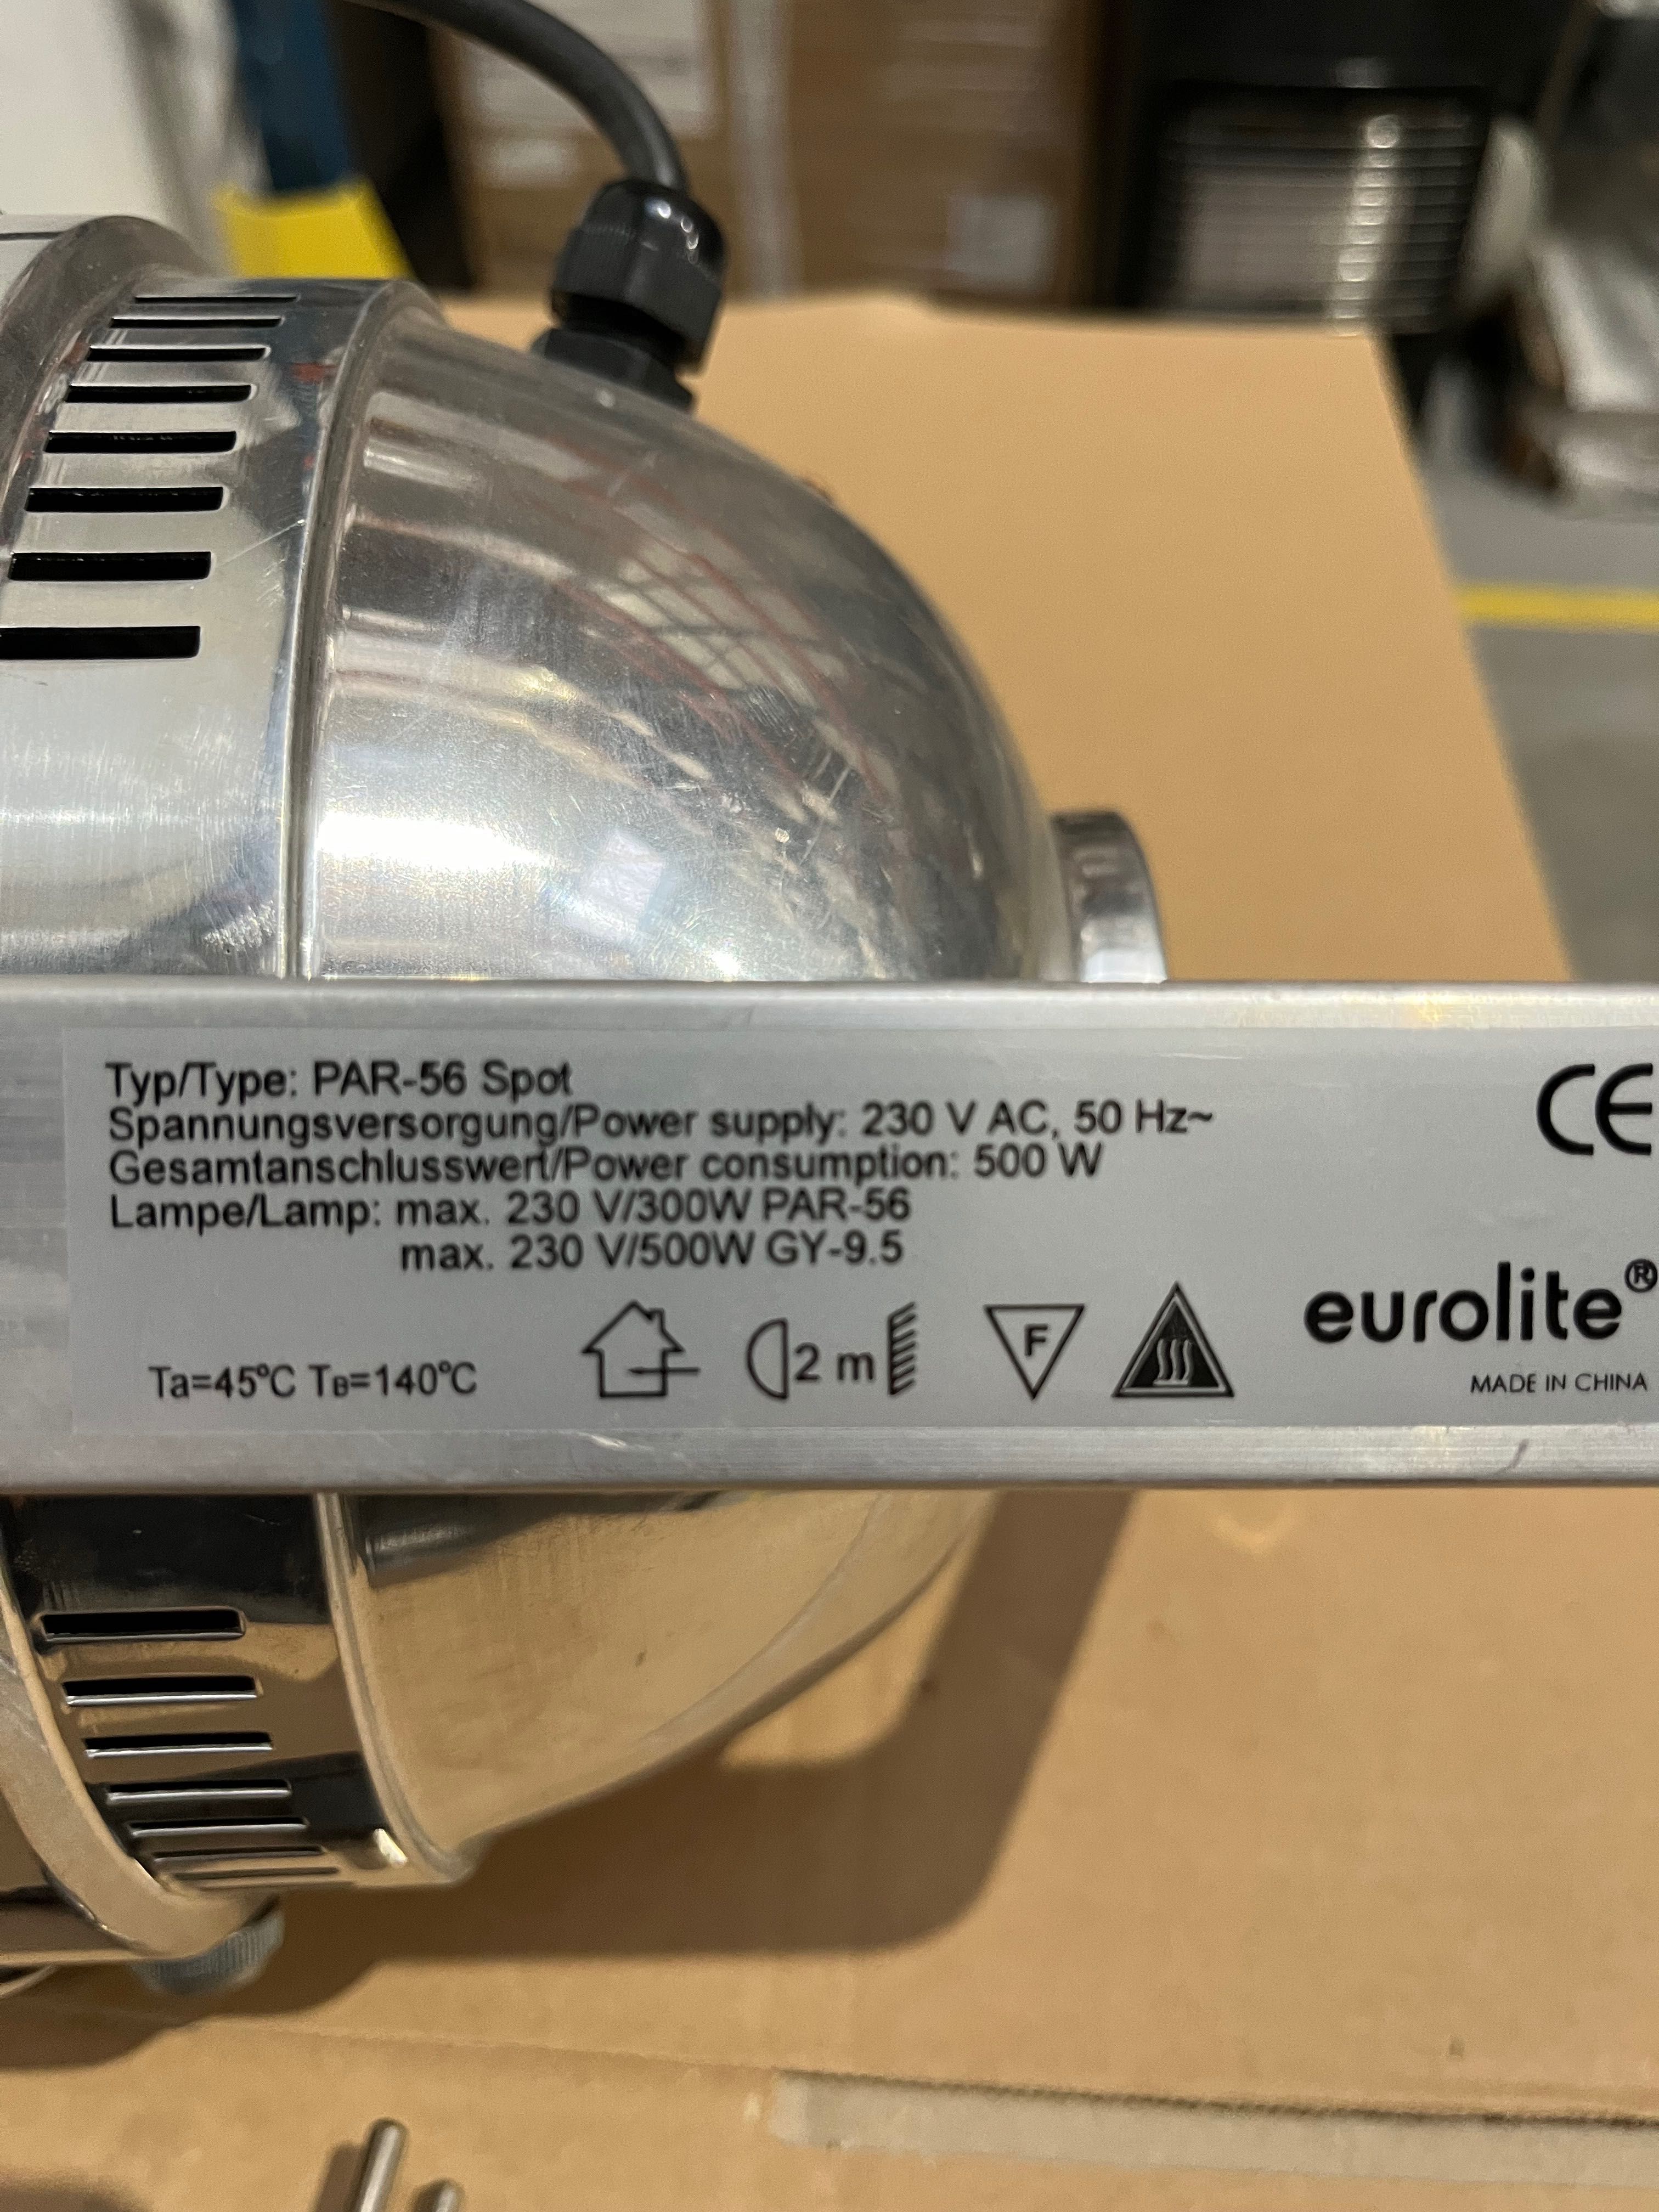 Typ/Type: PAR-56 Spot
Spannungsversorgung/Power supply: 230 V AC, 50 Hz~
Gesamtanschlusswert/Power consumption: 500 W
Lampe/Lamp: max. 230 V/300W PAR-56
max. 230 V/500W GY-9.5
Ta=45°C TB=140°C
2 m
F
CE
eurolite®
MADE IN CHINA